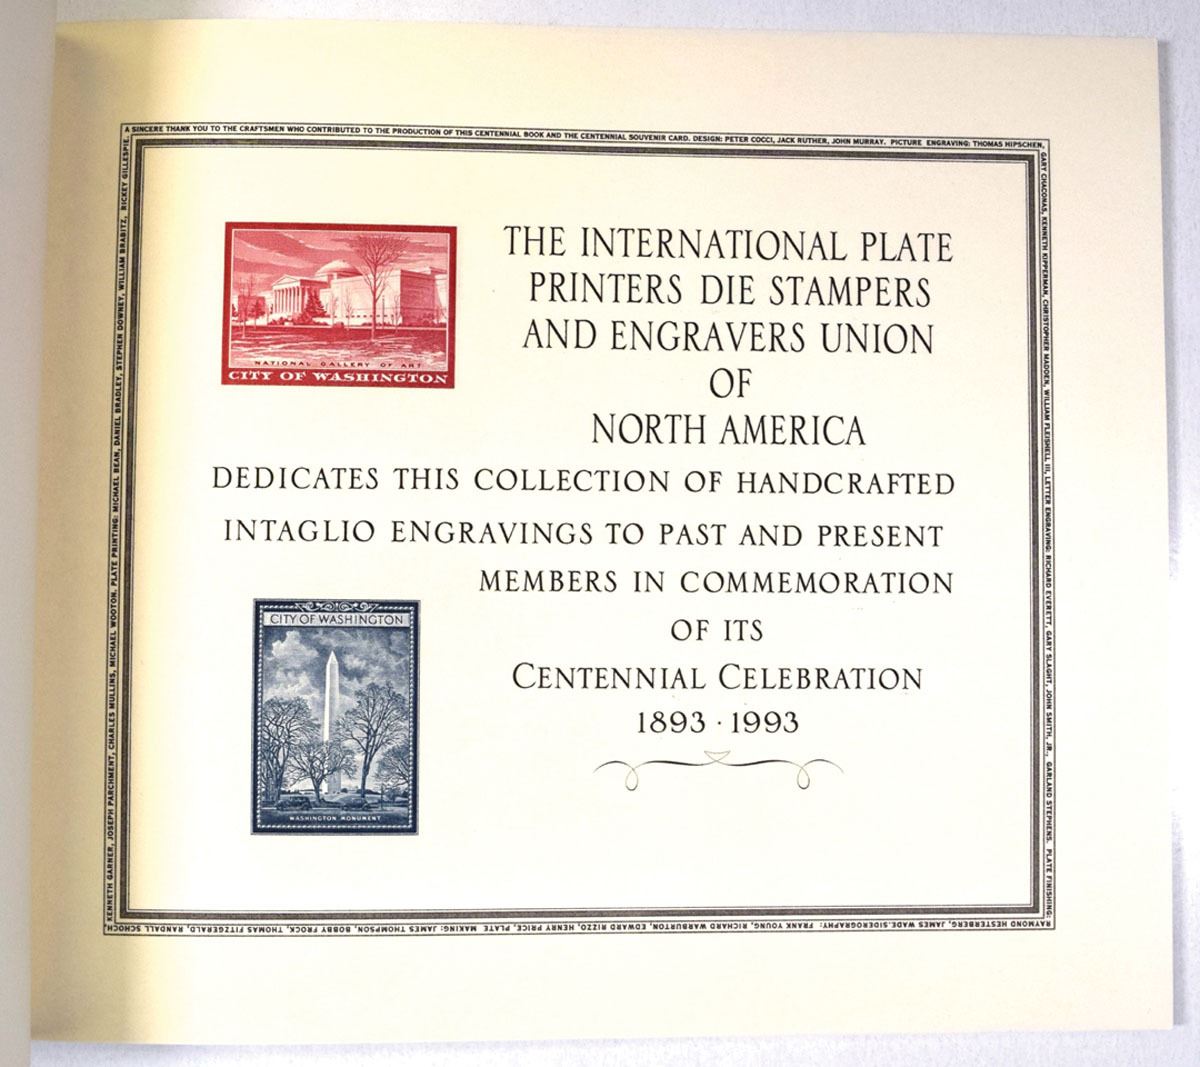 A SINCERE THANK YOU TO THE CRAFTSMEN WHO CONTRIBUTED TO THE PRODUCTION OF THIS CENTENNIAL BOOK AND THE CENTENNIAL SOUVENIR CARD. DESIGN: PETER COCCI, JACK RUTHER, JOHN MURRAY. PICTURE ENGRAVING: THOMAS HIPSCHEN,
GARY CHACONAS, KENNETH KIPPERMAN, CHRISTOPHER MADDEN, WILLIAM FLEISHELL III, LETTER ENGRAVING: RICHARD EVERETT, GARY SLAGHT, JOHN SMITH, JR., GARLAND STEPHENS. PLATE FINISHING:
RAYMOND HESTERBERG, JAMES WADE. SIDEROGRAPHY: FRANK YOUNG, RICHARD WARBURTON, EDWARD RIZZO, HENRY PRICE, PLATE MAKING: JAMES THOMPSON, BOBBY FROCK, THOMAS FITZGERALD, RANDALL SCHOCH,
KENNETH GARNER, JOSEPH PARCHMENT, CHARLES MULLINS, MICHAEL WOOTON. PLATE PRINTING: MICHAEL BEAN, DANIEL BRADLEY, STEPHEN DOWNEY, WILLIAM BRABITZ, RICKEY GILLESPIE.
NATIONAL GALLERY OF ART
CITY OF WASHINGTON
THE INTERNATIONAL PLATE
PRINTERS DIE STAMPERS
AND ENGRAVERS UNION
OF
NORTH AMERICA
DEDICATES THIS COLLECTION OF HANDCRAFTED
INTAGLIO ENGRAVINGS TO PAST AND PRESENT
MEMBERS IN COMMEMORATION
OF ITS
CENTENNIAL CELEBRATION
1893 · 1993
CITY OF WASHINGTON
WASHINGTON MONUMENT